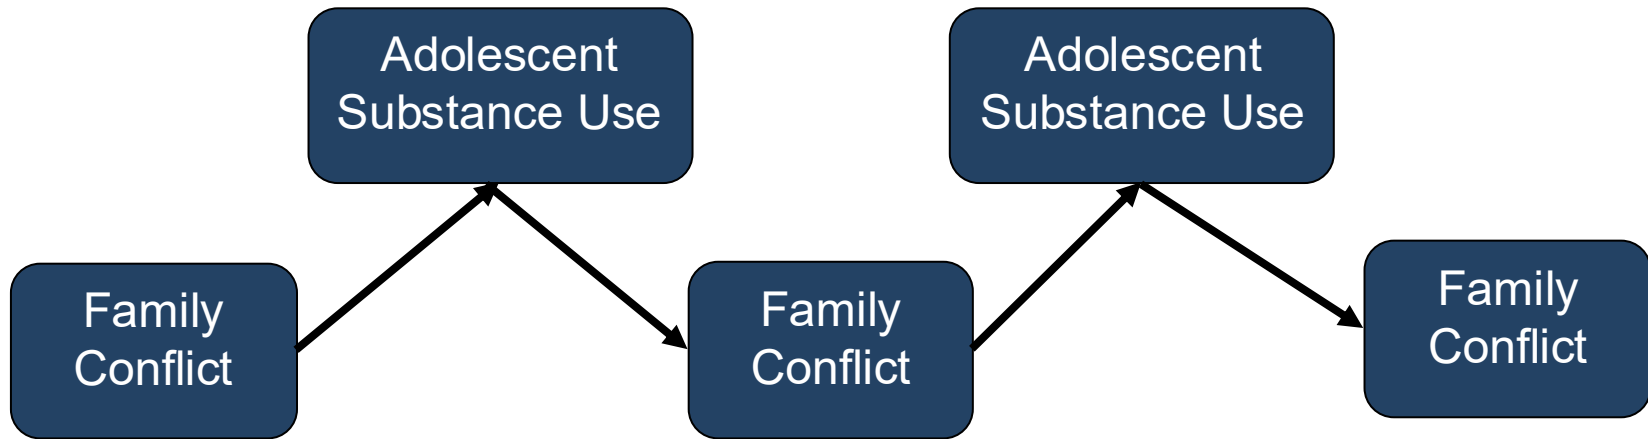 Adolescent
Substance Use
Adolescent
Substance Use
Family
Conflict
Family
Conflict
Family
Conflict